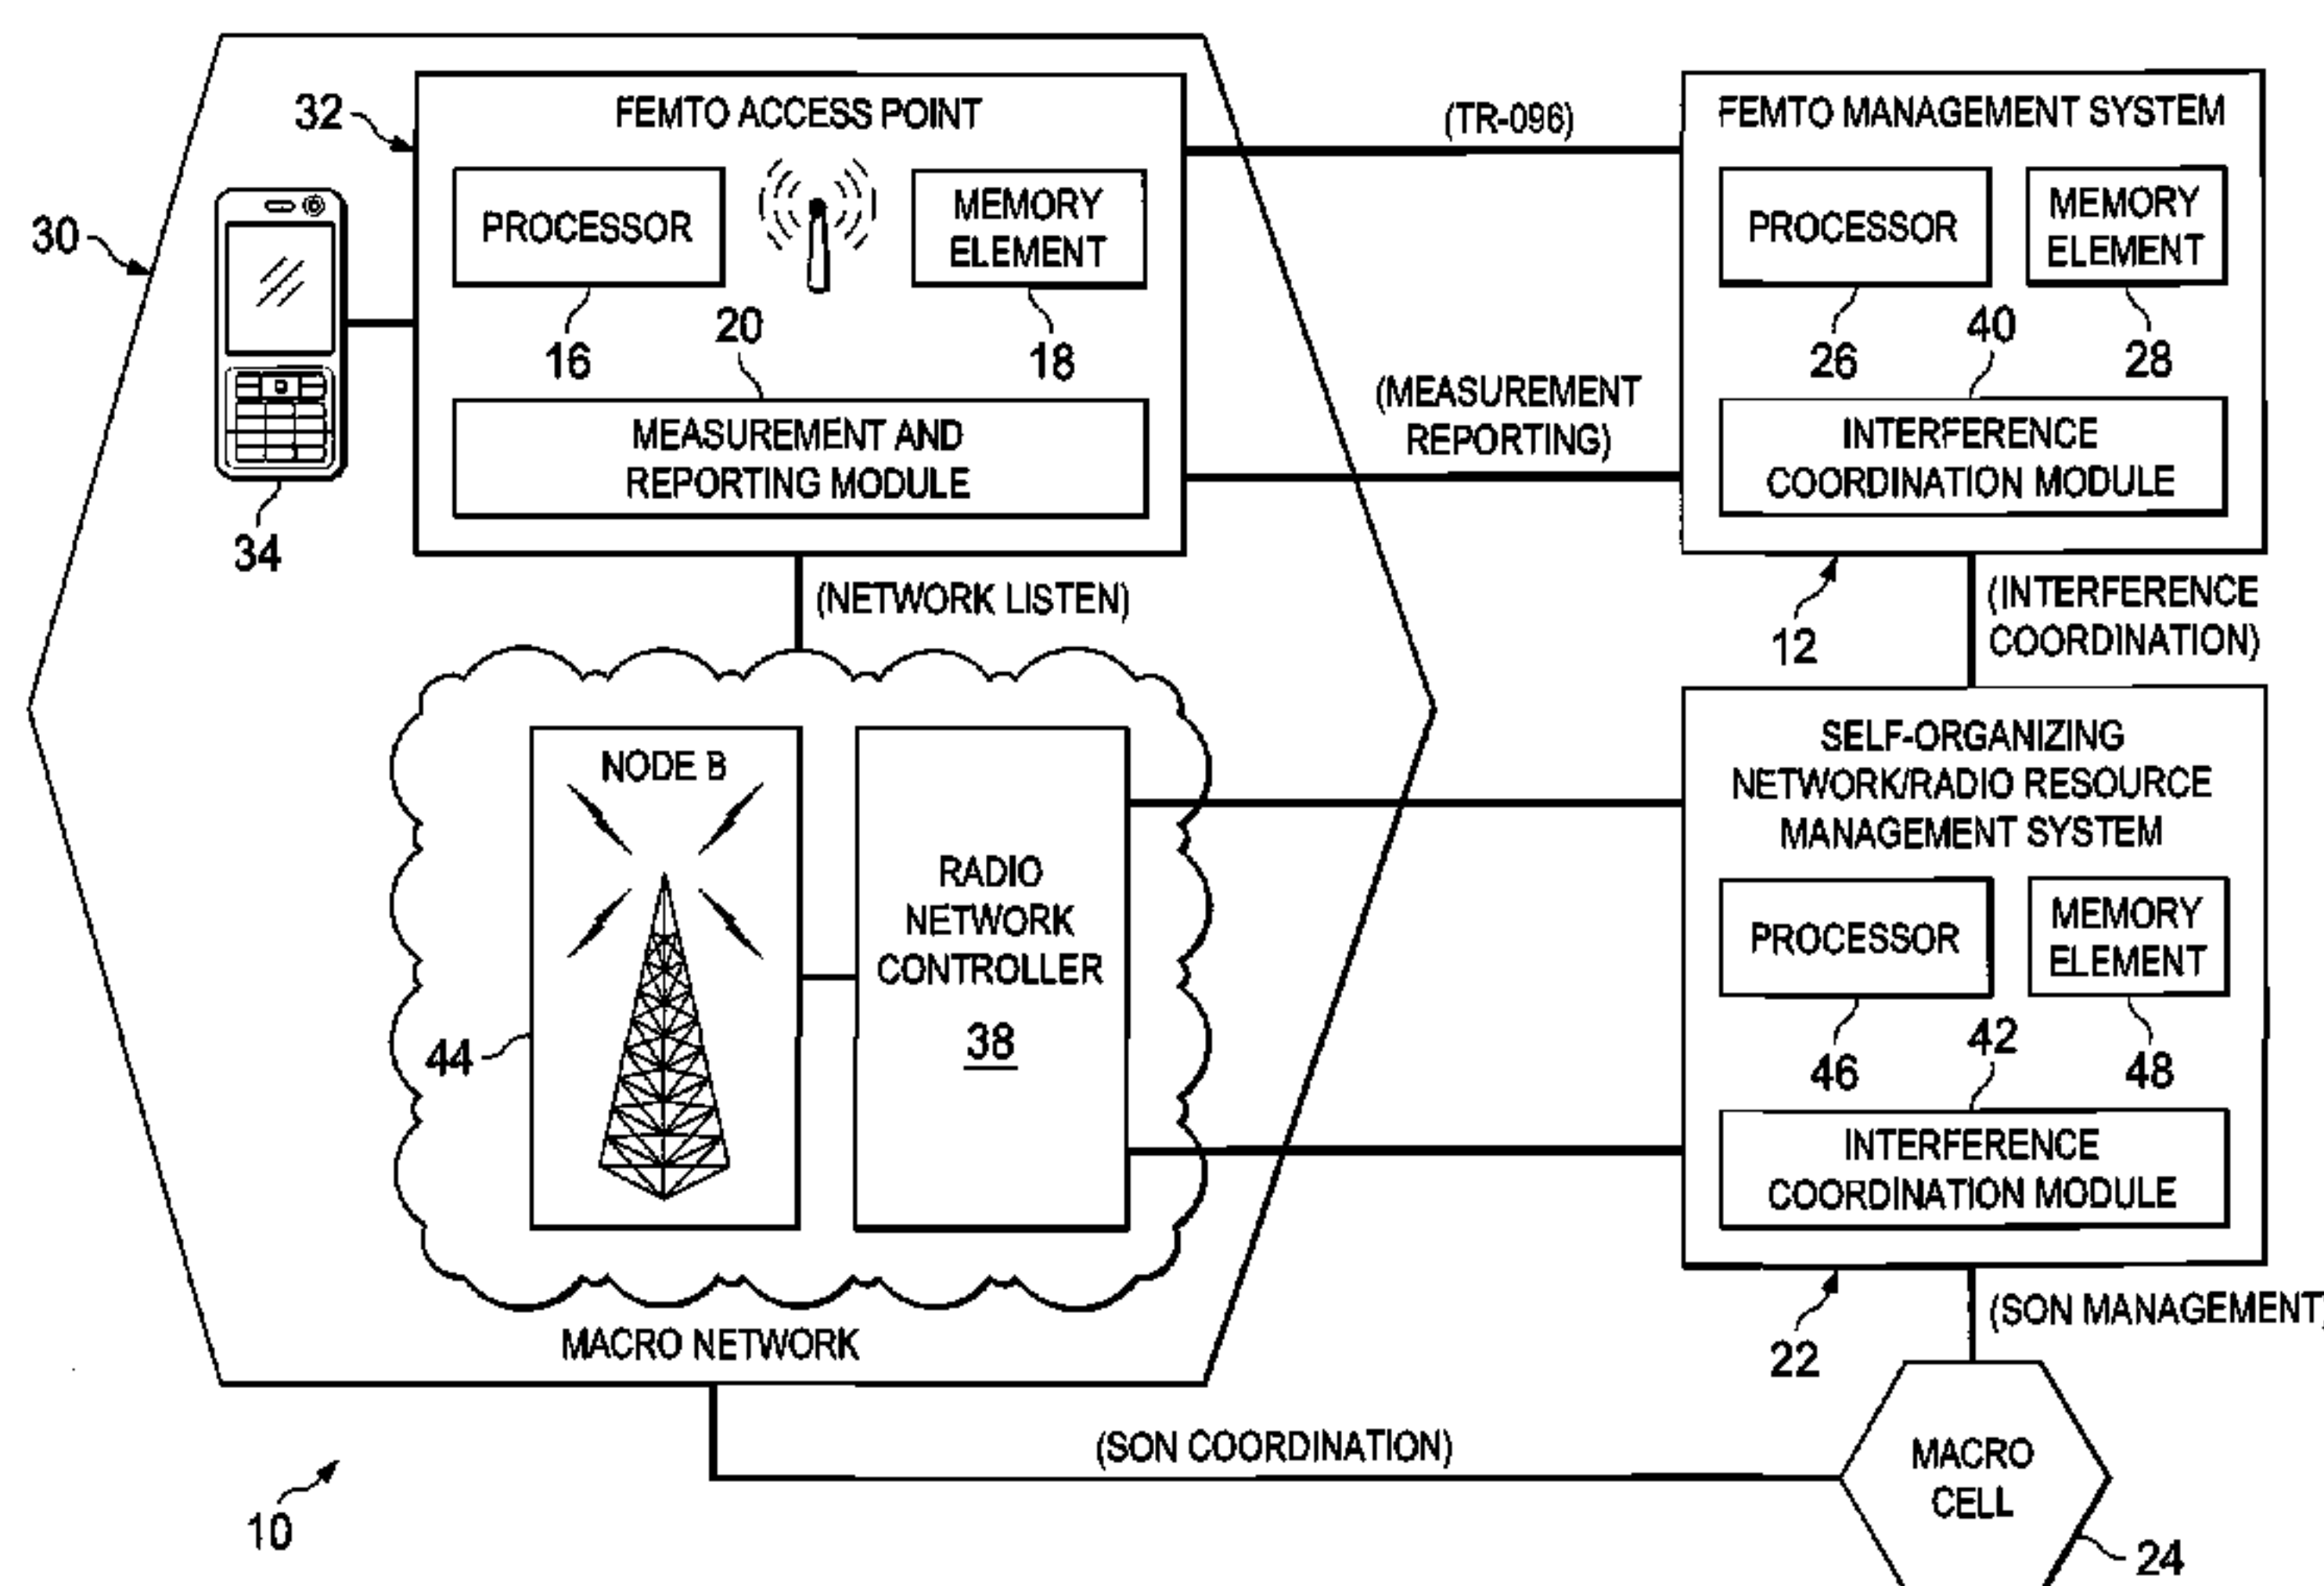 FEMTO ACCESS POINT
32
PROCESSOR
MEMORY
ELEMENT
16
20
18
MEASUREMENT AND
REPORTING MODULE
30
34
(TR-096)
(MEASUREMENT
REPORTING)
FEMTO MANAGEMENT SYSTEM
PROCESSOR
MEMORY
ELEMENT
26
40
28
INTERFERENCE
COORDINATION MODULE
12
(NETWORK LISTEN)
(INTERFERENCE
COORDINATION)
NODE B
44
RADIO
NETWORK
CONTROLLER
38
MACRO NETWORK
SELF-ORGANIZING
NETWORK/RADIO RESOURCE
MANAGEMENT SYSTEM
PROCESSOR
MEMORY
ELEMENT
46
42
48
INTERFERENCE
COORDINATION MODULE
22
(SON MANAGEMENT)
(SON COORDINATION)
MACRO
CELL
24
10